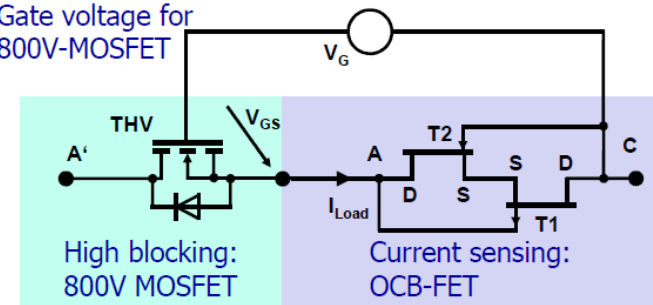 Gate voltage for
800V-MOSFET
VG
THV
VGS
A'
A
T2
C
D
S
S
D
ILoad
T1
High blocking:
800V MOSFET
Current sensing:
OCB-FET